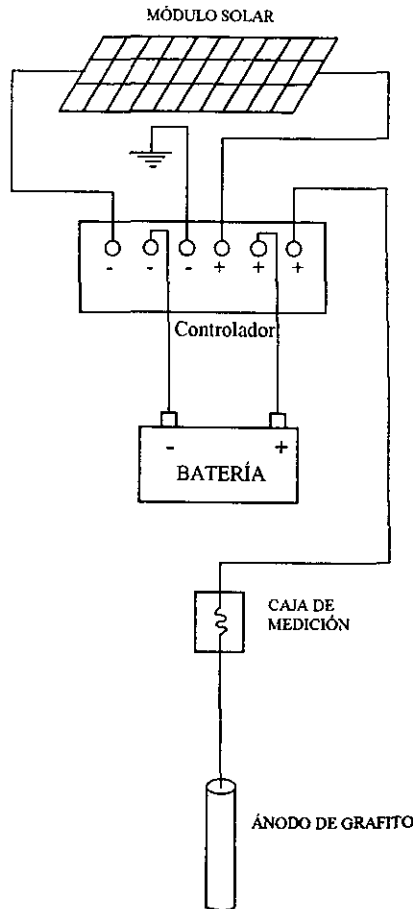 MÓDULO SOLAR
- - - + + +
Controlador
- +
BATERÍA
CAJA DE
MEDICIÓN
ÁNODO DE GRAFITO